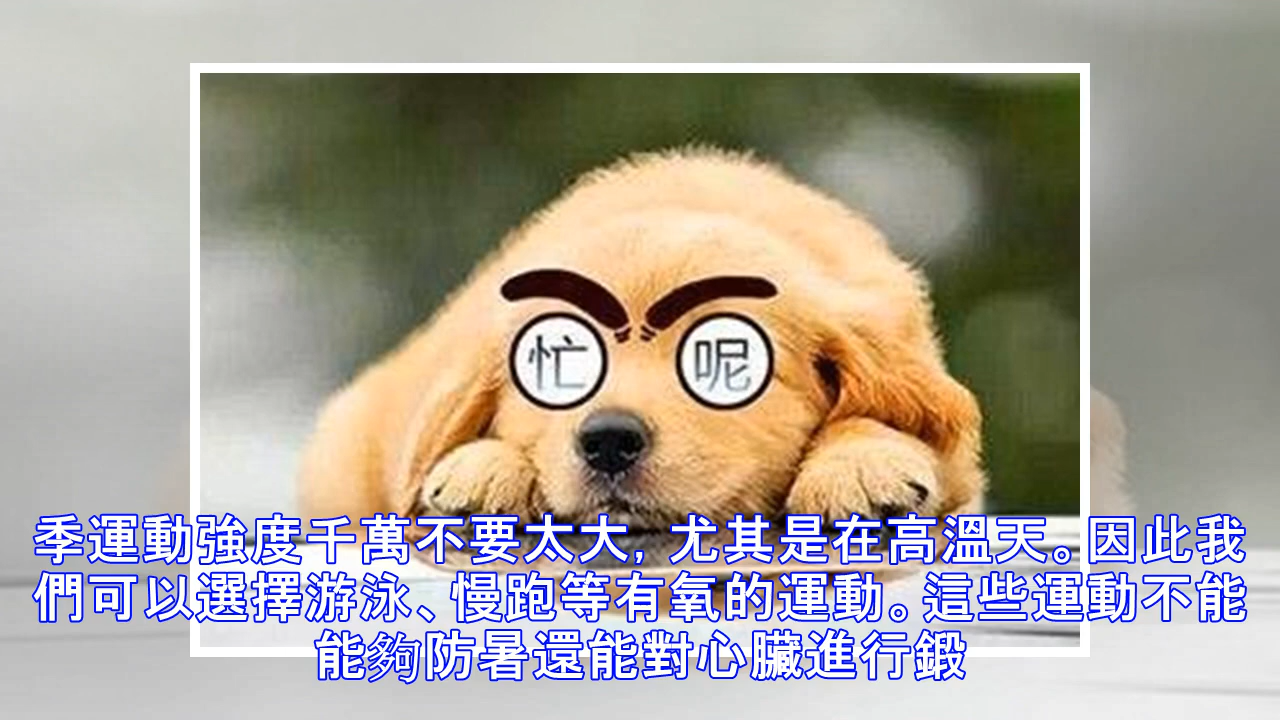 忙 呢
季運動強度千萬不要太大，尤其是在高溫天。因此我
們可以選擇游泳、慢跑等有氧的運動。這些運動不能
能夠防暑還能對心臟進行鍛